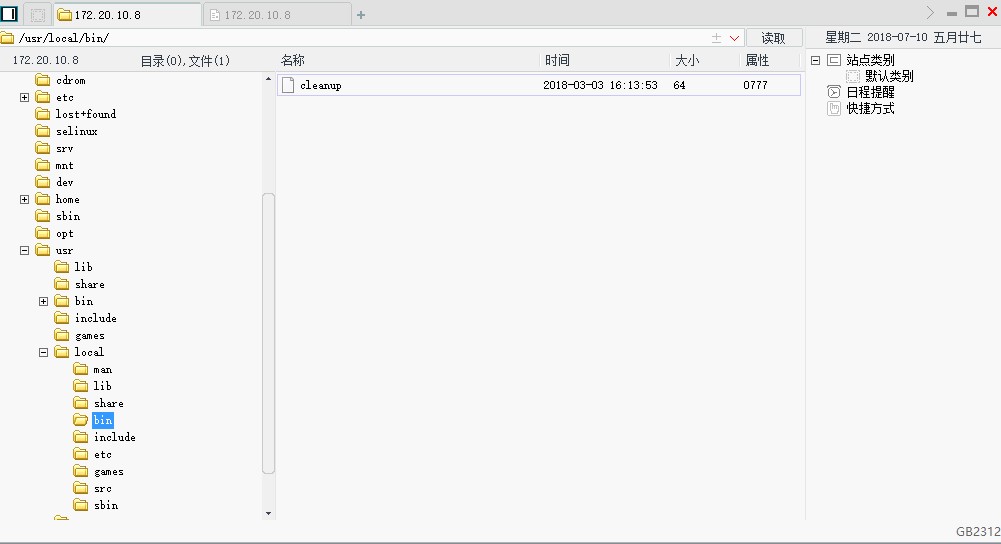 172.20.10.8 172.20.10.8
/usr/local/bin/ 读取 星期二 2018-07-10 五月廿七
172.20.10.8 目录(0),文件(1) 名称 时间 大小 属性
站点类别
cdrom
默认类别
cleanup 2018-03-03 16:13:53 64 0777
日程提醒
etc
快捷方式
lost+found
selinux
srv
mnt
dev
home
sbin
opt
usr
lib
share
bin
include
games
local
man
lib
share
bin
include
etc
games
src
sbin
GB2312